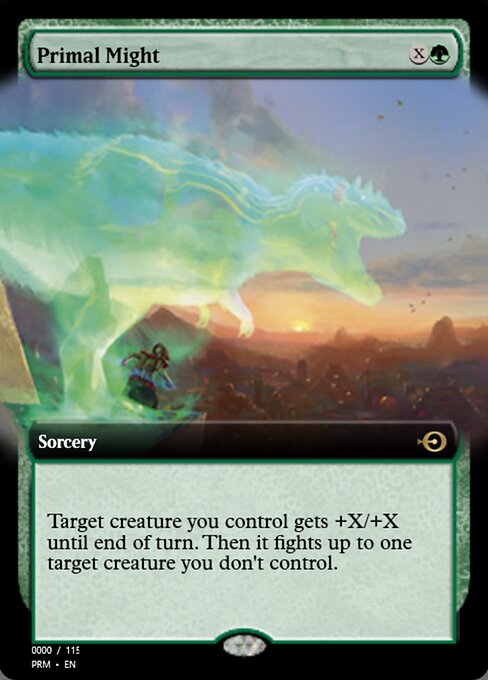 Primal Might
X
Sorcery
Target creature you control gets +X/+X
until end of turn. Then it fights up to one
target creature you don't control.
0000 / 115
PRM • EN